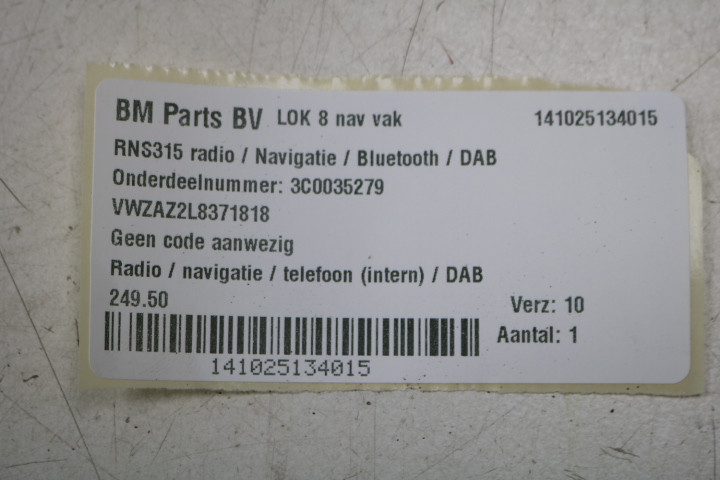 BM Parts BV LOK 8 nav vak 141025134015
RNS315 radio / Navigatie / Bluetooth / DAB
Onderdeelnummer: 3C0035279
VWZAZ2L8371818
Geen code aanwezig
Radio / navigatie / telefoon (intern) / DAB
249.50 Verz: 10
Aantal: 1
141025134015